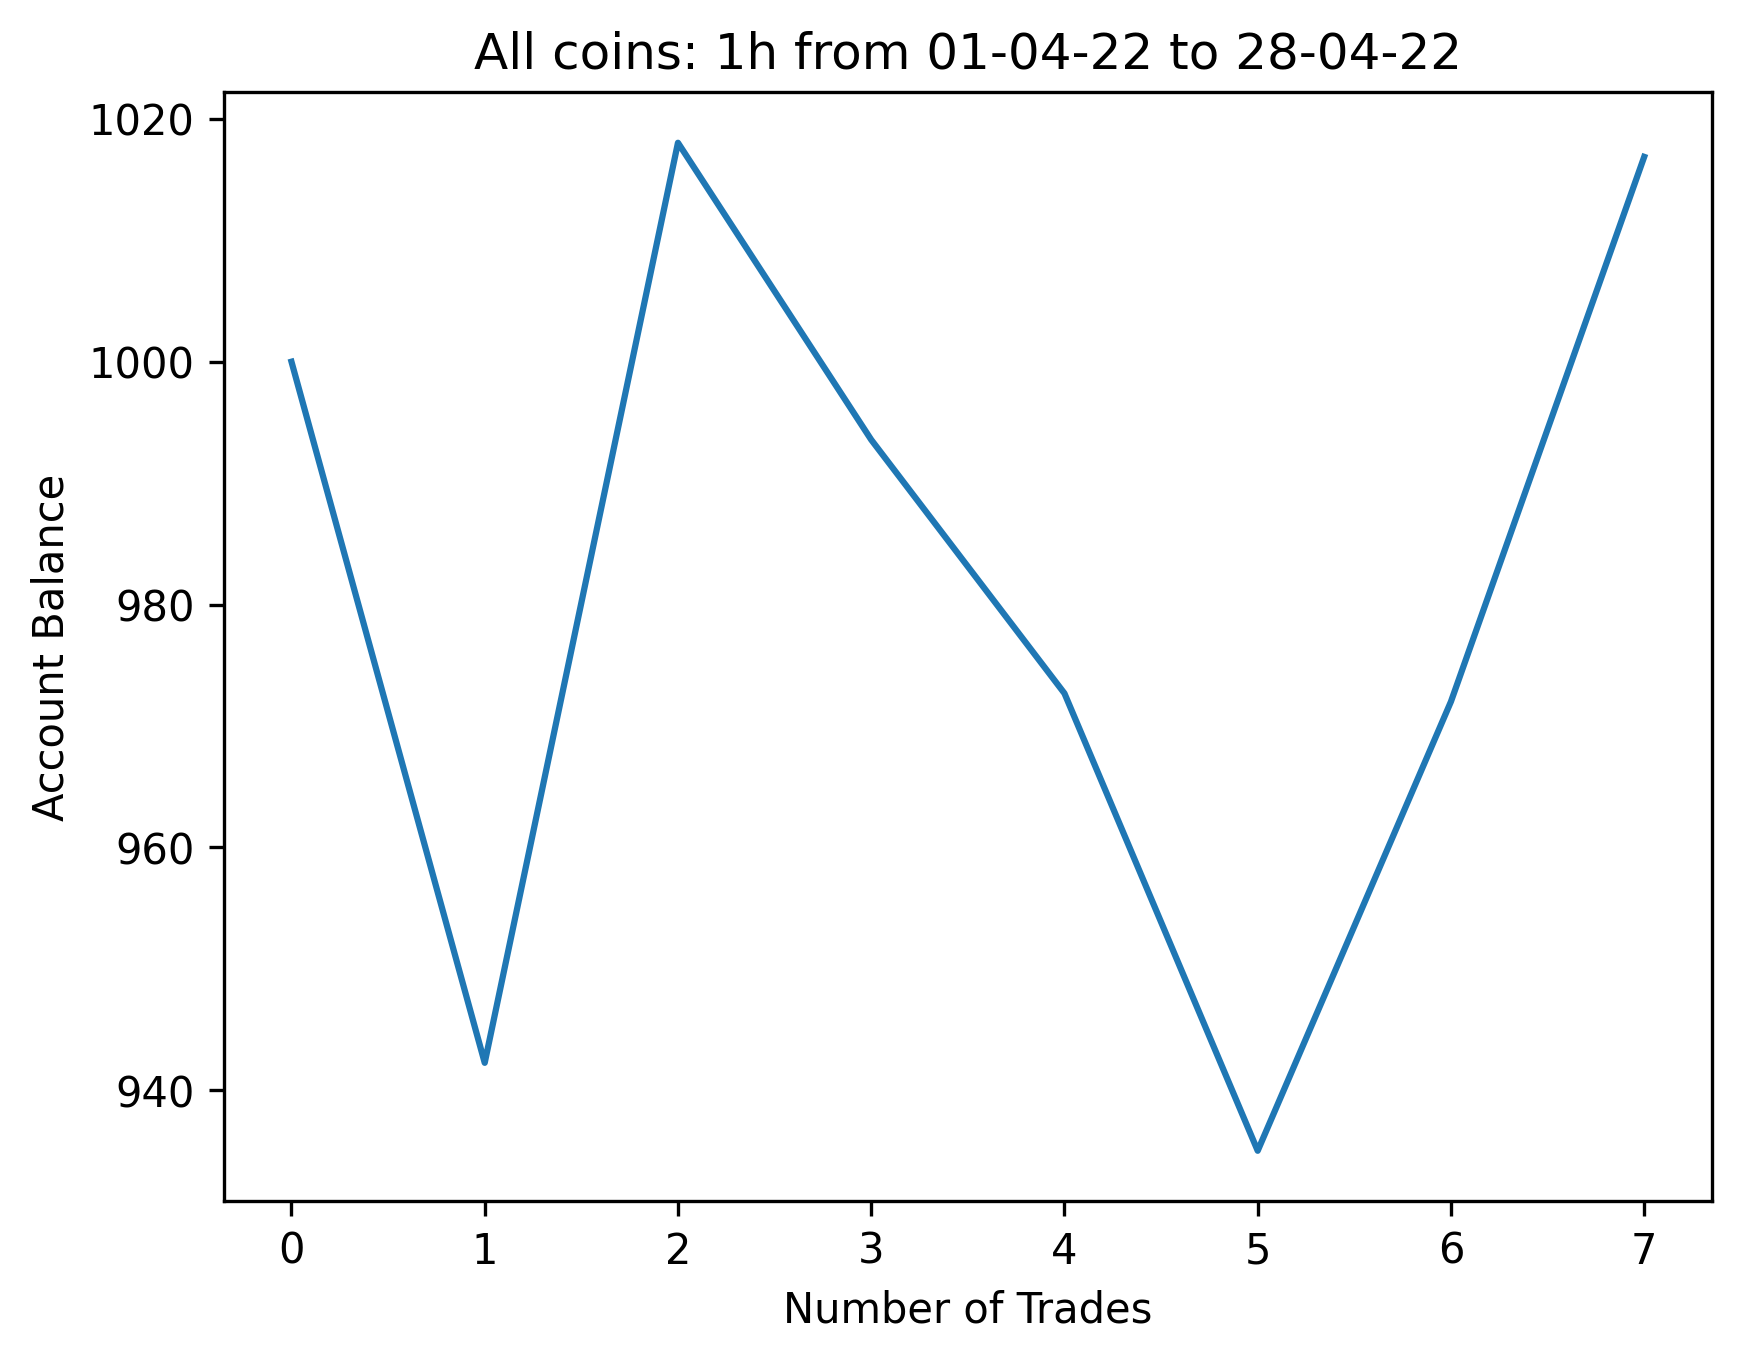 All coins: 1h from 01-04-22 to 28-04-22
1020
1000
980
960
940
Account Balance
0 1 2 3 4 5 6 7
Number of Trades